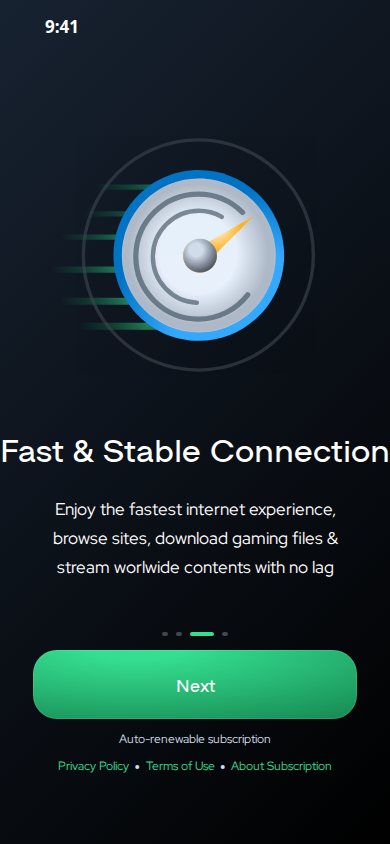 9:41
Fast & Stable Connection
Enjoy the fastest internet experience,
browse sites, download gaming files &
stream worlwide contents with no lag
Next
Auto-renewable subscription
Privacy Policy • Terms of Use • About Subscription